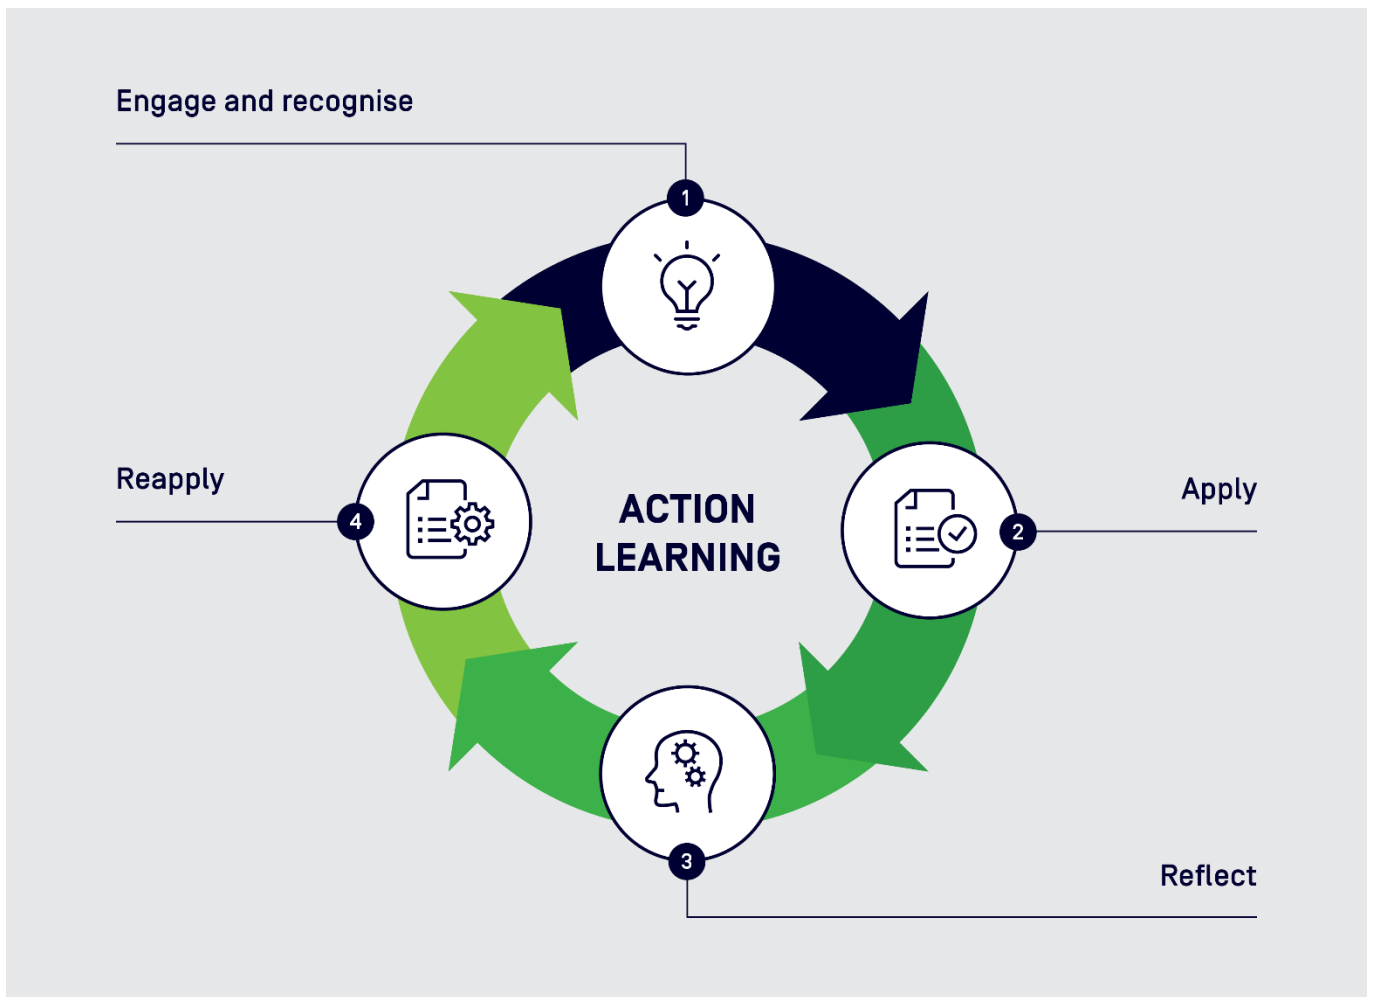 Engage and recognise
1
Reapply
4
ACTION
LEARNING
2
Apply
3
Reflect